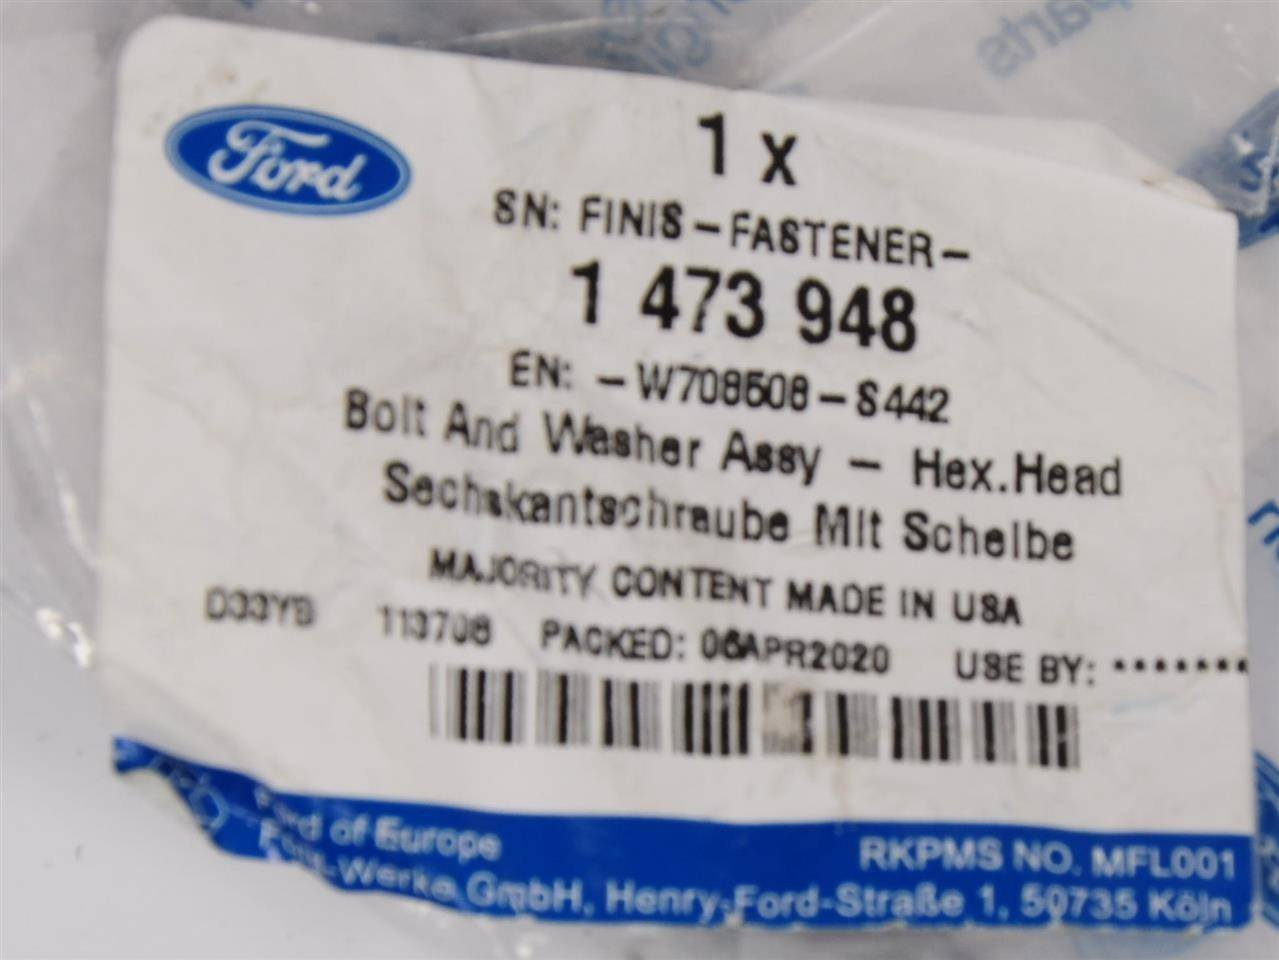 Ford
1 x
SN: FINIS-FASTENER-
1 473 948
EN: -W708508-S442
Bolt And Washer Assy - Hex.Head
Sechskantschraube Mit Scheibe
MAJORITY CONTENT MADE IN USA
113708 PACKED: 06APR2020 USE BY: *******
Ford of Europe
Ford-Werke GmbH, Henry-Ford-Straße 1, 50735 Köln
RKPMS NO. MFL001
parts